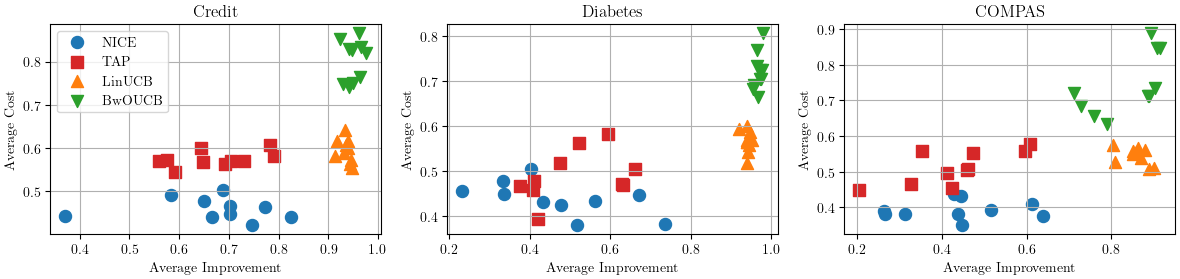 Credit
Diabetes
COMPAS
NICE
TAP
LinUCB
BwOUCB
Average Cost
0.8
0.7
0.6
0.5
0.4 0.5 0.6 0.7 0.8 0.9 1.0
Average Improvement
Average Cost
0.8
0.7
0.6
0.5
0.4
0.2 0.4 0.6 0.8 1.0
Average Improvement
Average Cost
0.9
0.8
0.7
0.6
0.5
0.4
0.2 0.4 0.6 0.8
Average Improvement